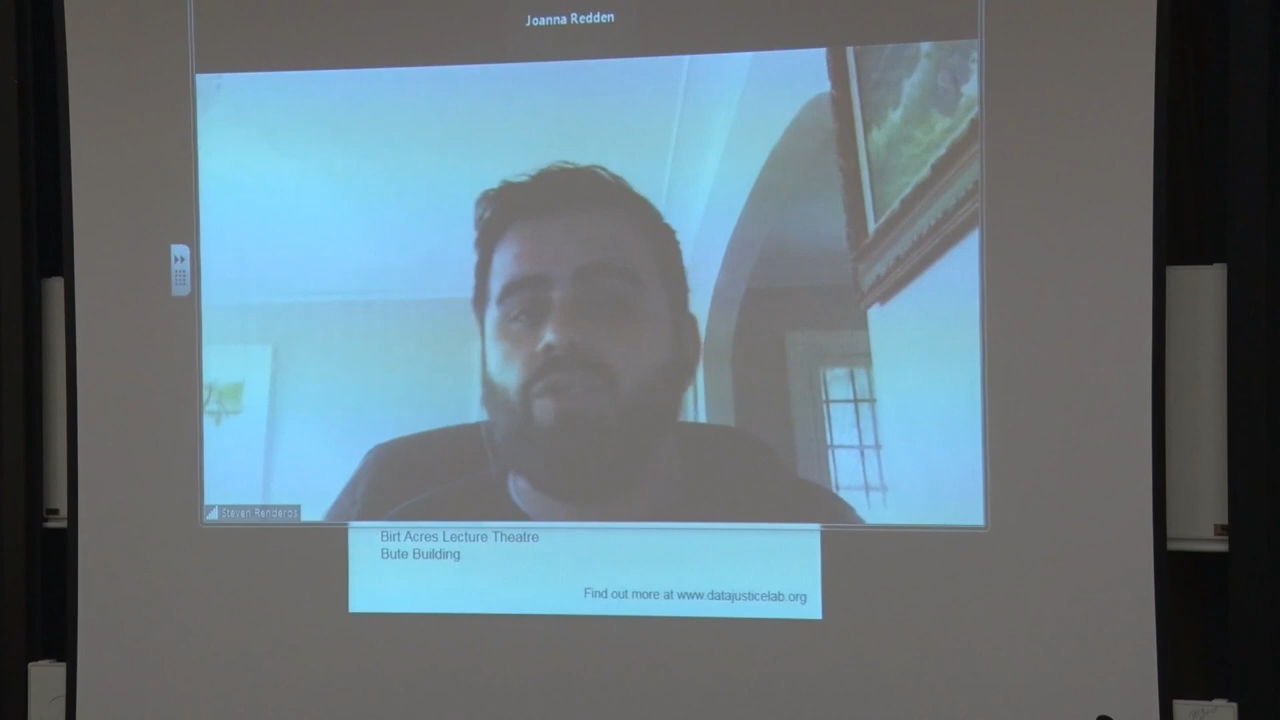 Joanna Redden
Steven Renderos
Birt Acres Lecture Theatre
Bute Building
Find out more at www.datajusticelab.org